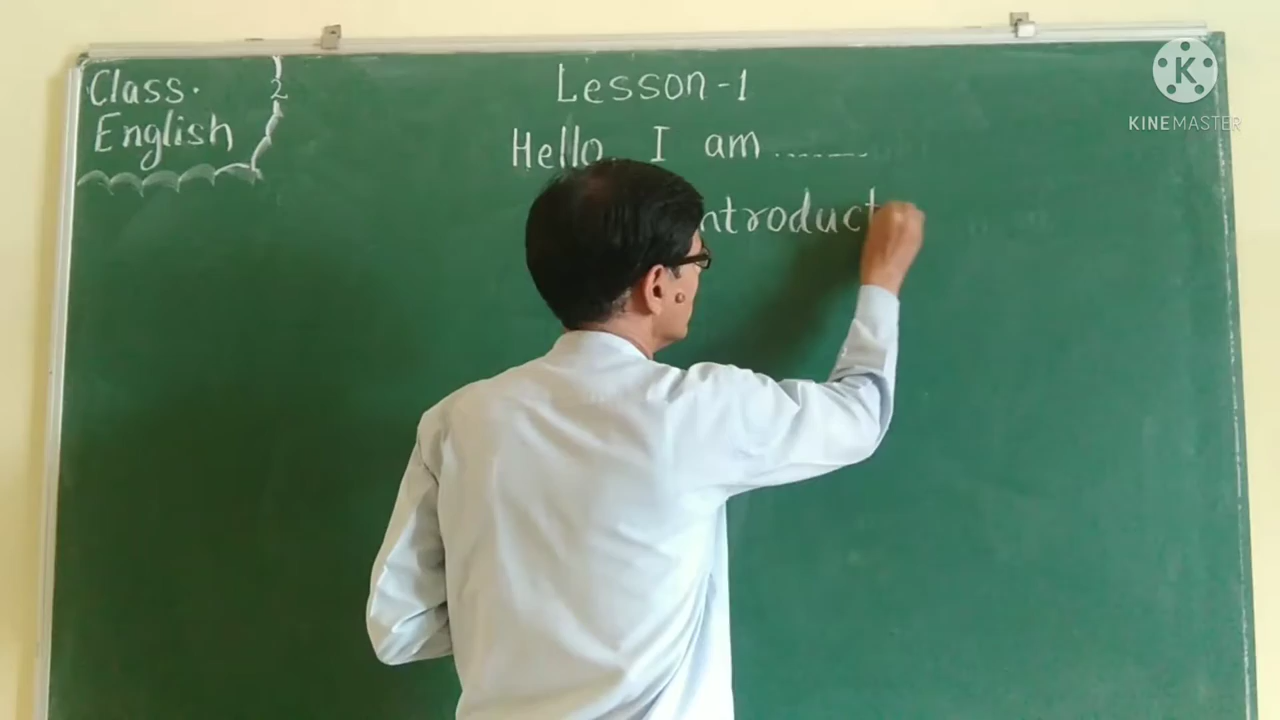 Class. 2
English
Lesson-1
Hello, I am .......
ntroduct
K
KINEMASTER